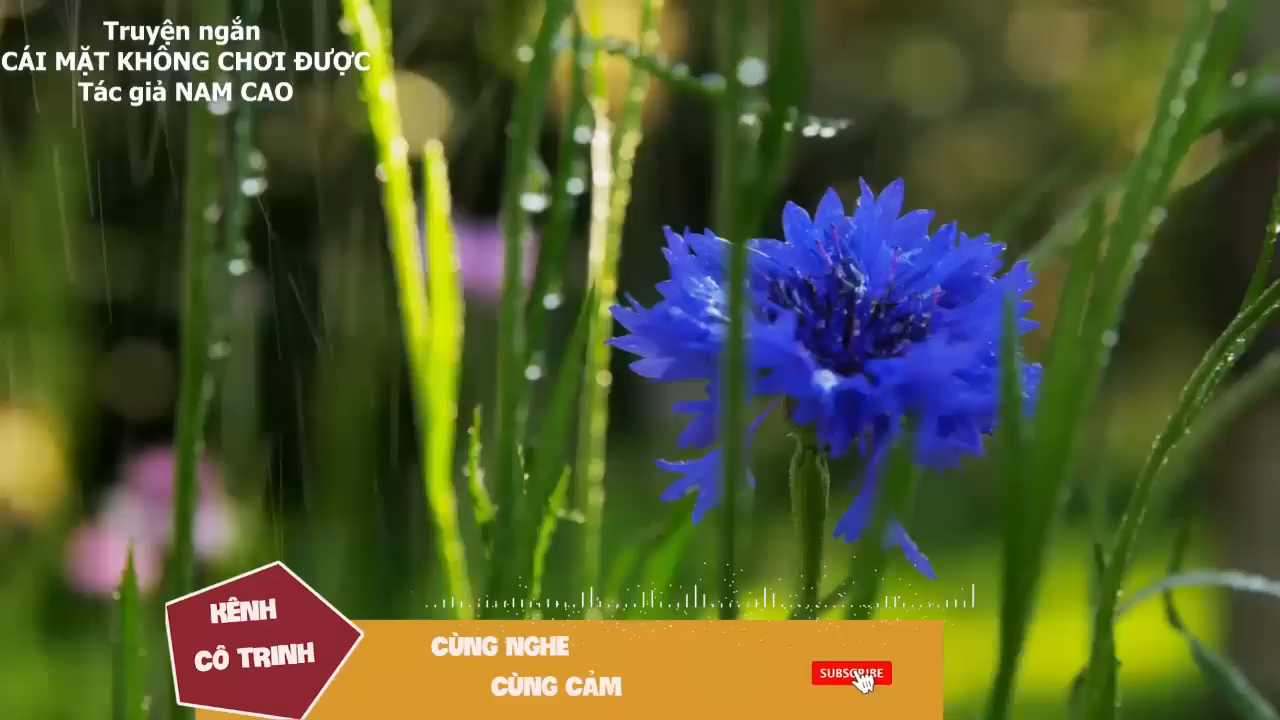 Truyện ngắn
CÁI MẶT KHÔNG CHƠI ĐƯỢC
Tác giả NAM CAO
KÊNH
CÔ TRINH
CÙNG NGHE
CÙNG CẢM
SUBSCRIBE